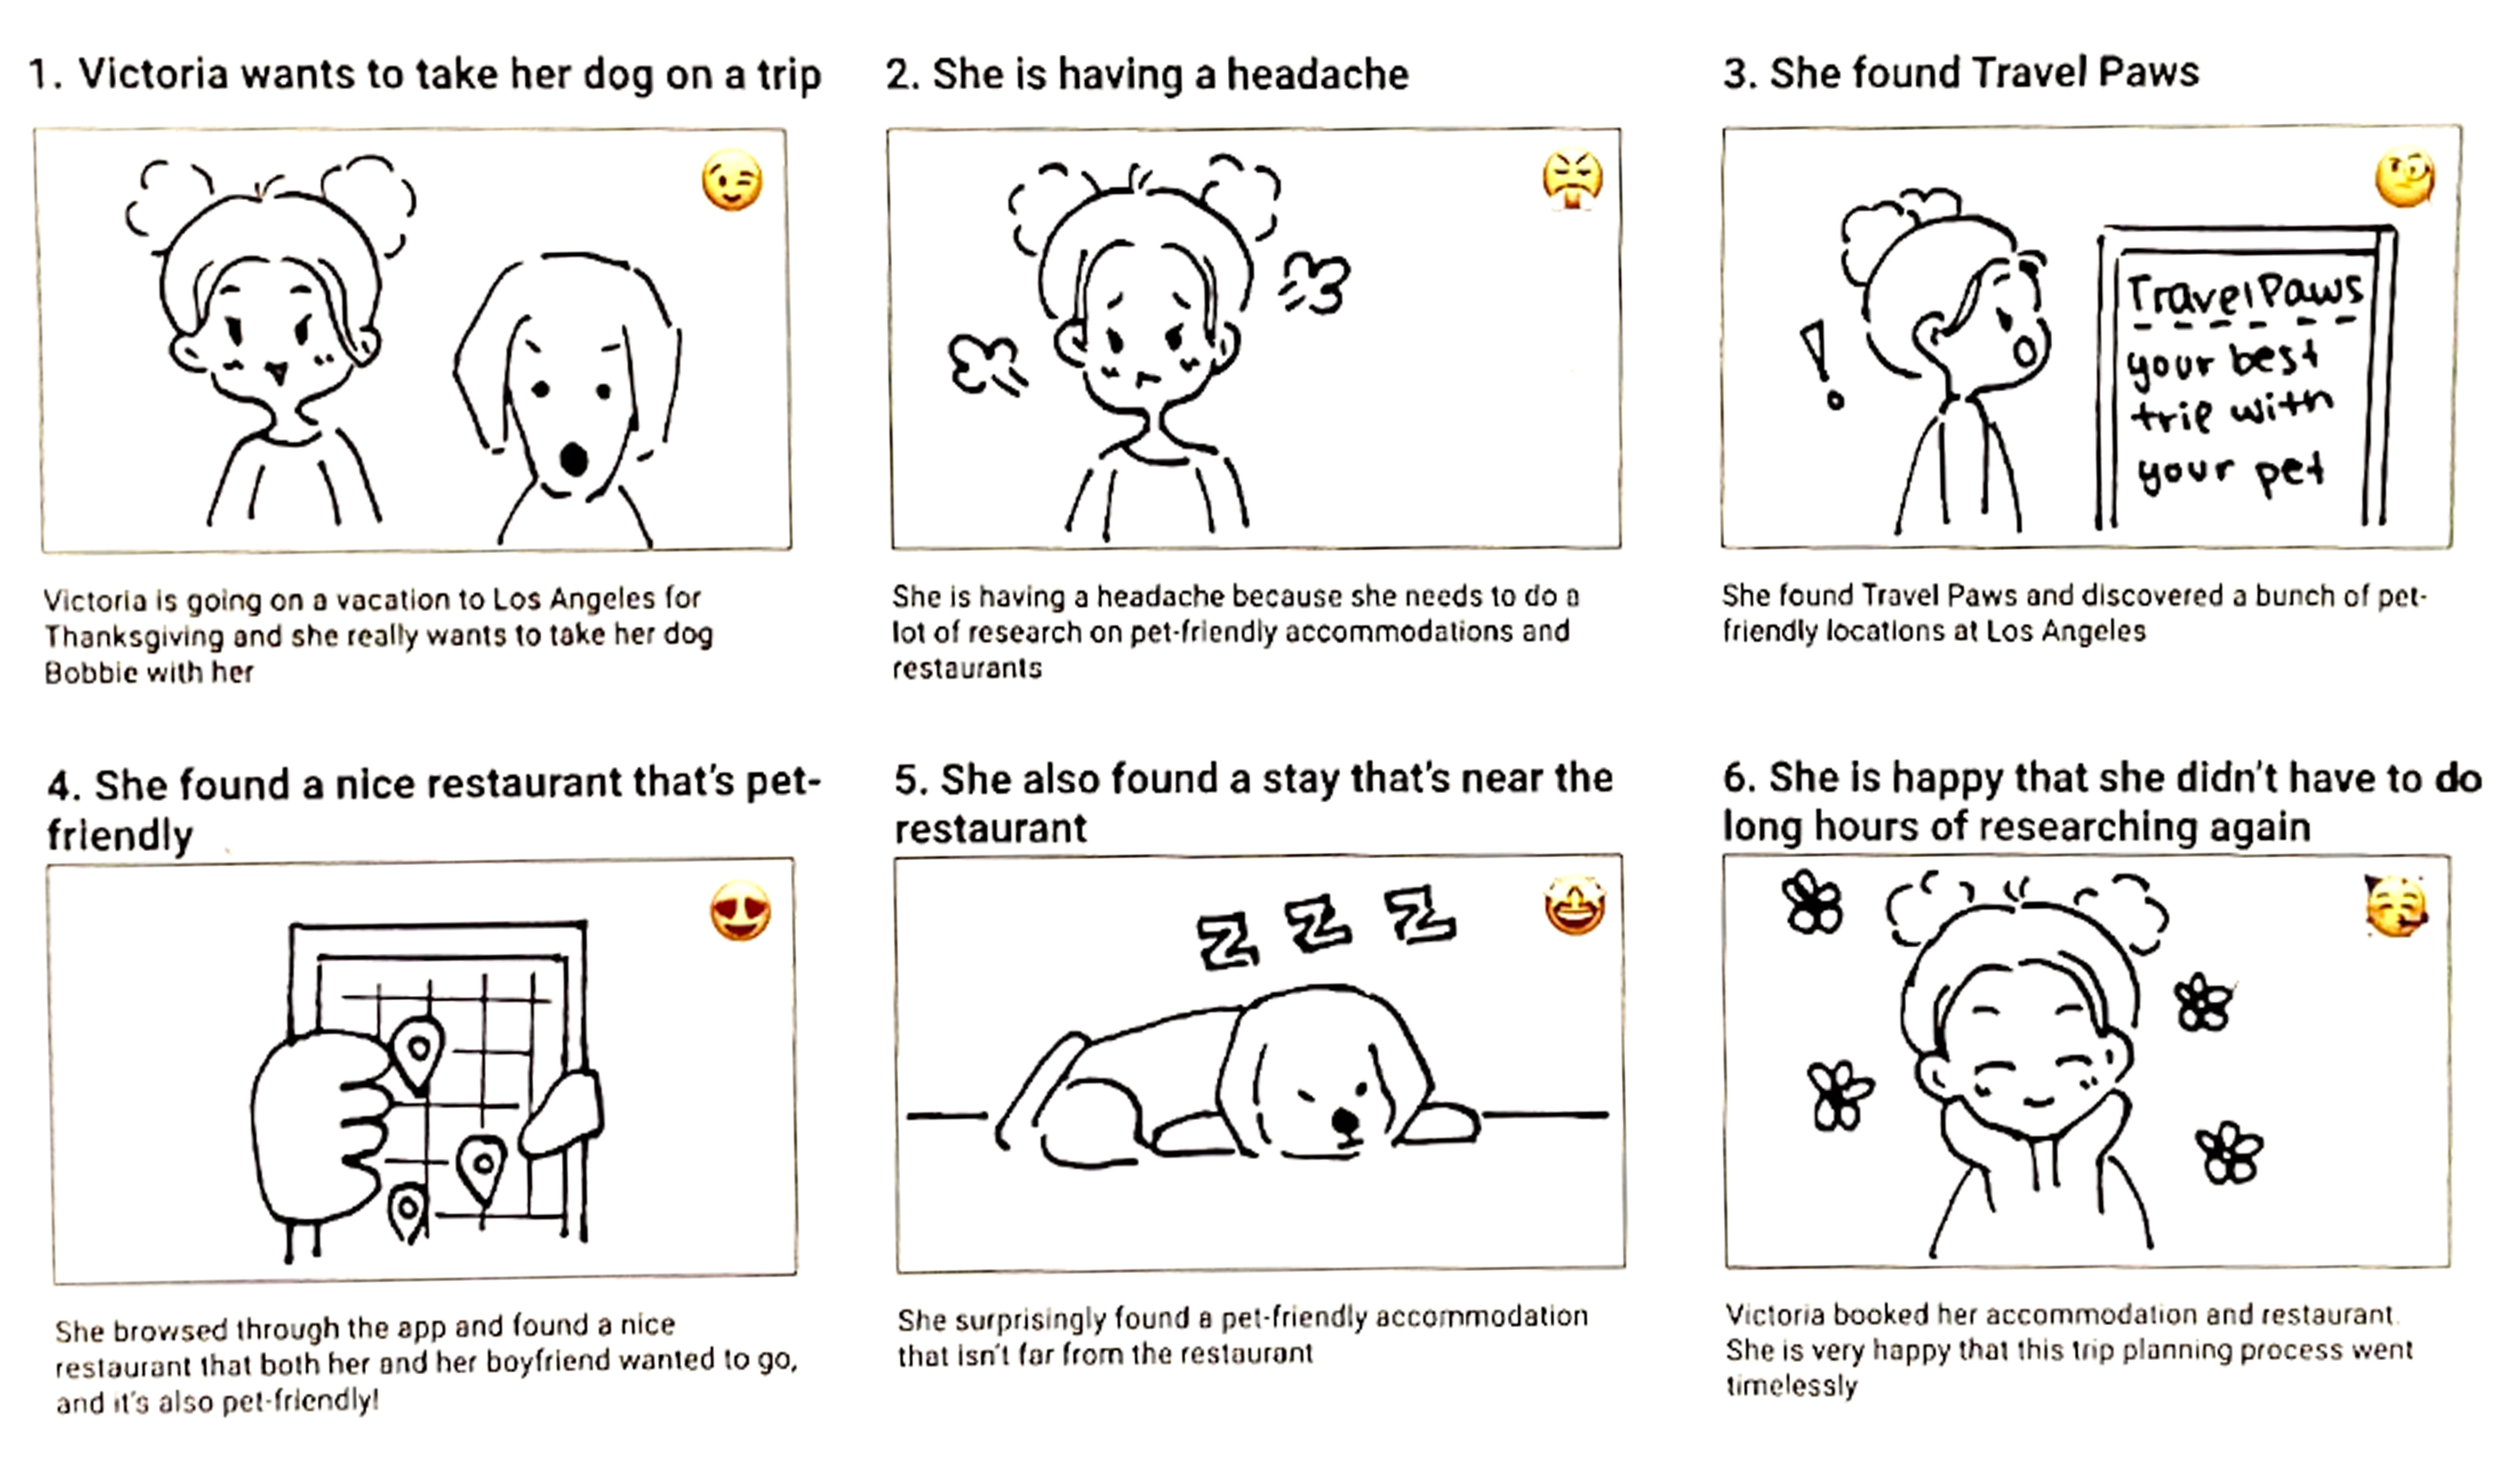 1. Victoria wants to take her dog on a trip
Victoria is going on a vacation to Los Angeles for
Thanksgiving and she really wants to take her dog
Bobbie with her
2. She is having a headache
She is having a headache because she needs to do a
lot of research on pet-friendly accommodations and
restaurants
3. She found Travel Paws
!
TravelPaws
your best
trip with
your pet
She found Travel Paws and discovered a bunch of pet-
friendly locations at Los Angeles
4. She found a nice restaurant that's pet-
friendly
She browsed through the app and found a nice
restaurant that both her and her boyfriend wanted to go,
and it's also pet-friendly!
5. She also found a stay that's near the
restaurant
Z Z Z
She surprisingly found a pet-friendly accommodation
that isn't far from the restaurant
6. She is happy that she didn't have to do
long hours of researching again
Victoria booked her accommodation and restaurant.
She is very happy that this trip planning process went
timelessly